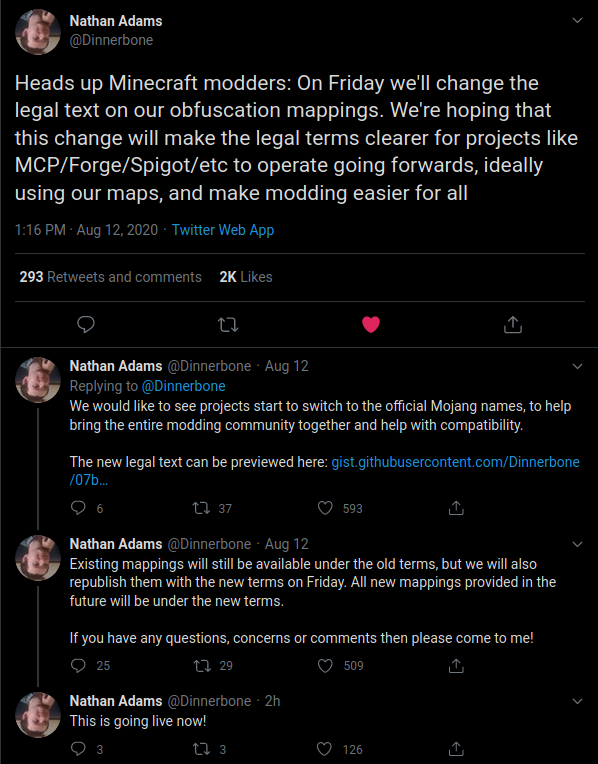 Nathan Adams
@Dinnerbone
Heads up Minecraft modders: On Friday we'll change the
legal text on our obfuscation mappings. We're hoping that
this change will make the legal terms clearer for projects like
MCP/Forge/Spigot/etc to operate going forwards, ideally
using our maps, and make modding easier for all
1:16 PM · Aug 12, 2020 · Twitter Web App
293 Retweets and comments 2K Likes
Nathan Adams @Dinnerbone · Aug 12
Replying to @Dinnerbone
We would like to see projects start to switch to the official Mojang names, to help
bring the entire modding community together and help with compatibility.
The new legal text can be previewed here: gist.githubusercontent.com/Dinnerbone
/07b…
6 37 593
Nathan Adams @Dinnerbone · Aug 12
Existing mappings will still be available under the old terms, but we will also
republish them with the new terms on Friday. All new mappings provided in the
future will be under the new terms.
If you have any questions, concerns or comments then please come to me!
25 29 509
Nathan Adams @Dinnerbone · 2h
This is going live now!
3 3 126